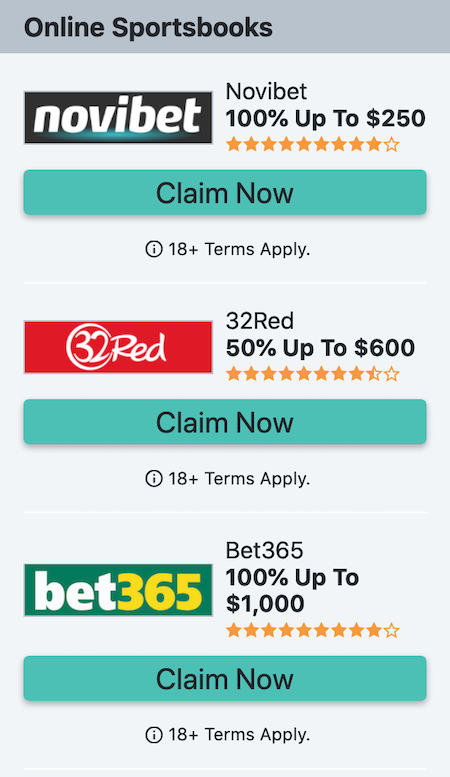 Online Sportsbooks
novibet
Novibet
100% Up To $250
Claim Now
18+ Terms Apply.
32Red
32Red
50% Up To $600
Claim Now
18+ Terms Apply.
bet365
Bet365
100% Up To
$1,000
Claim Now
18+ Terms Apply.